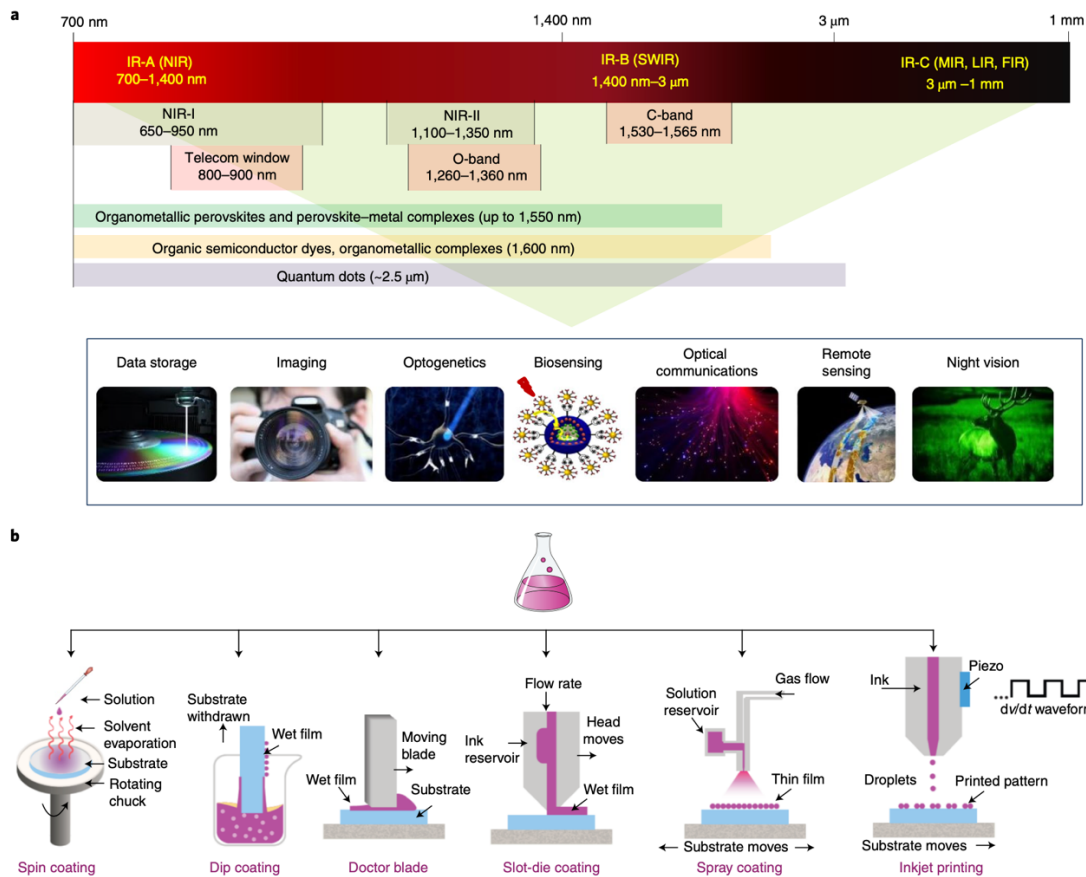 a
700 nm
1,400 nm
3 μm
1 mm
IR-A (NIR)
700–1,400 nm
IR-B (SWIR)
1,400 nm–3 μm
IR-C (MIR, LIR, FIR)
3 μm –1 mm
NIR-I
650–950 nm
NIR-II
1,100–1,350 nm
C-band
1,530–1,565 nm
Telecom window
800–900 nm
O-band
1,260–1,360 nm
Organometallic perovskites and perovskite–metal complexes (up to 1,550 nm)
Organic semiconductor dyes, organometallic complexes (1,600 nm)
Quantum dots (~2.5 μm)
Data storage
Imaging
Optogenetics
Biosensing
Optical
communications
Remote
sensing
Night vision
b
Solution
Solvent
evaporation
Substrate
Rotating
chuck
Spin coating
Substrate
withdrawn
Wet film
Dip coating
Moving
blade
Wet film
Substrate
Doctor blade
Flow rate
Ink
reservoir
Head
moves
Wet film
Slot-die coating
Solution
reservoir
Gas flow
Thin film
Substrate moves
Spray coating
Ink
Piezo
dv/dt waveform
Droplets
Printed pattern
Substrate moves
Inkjet printing